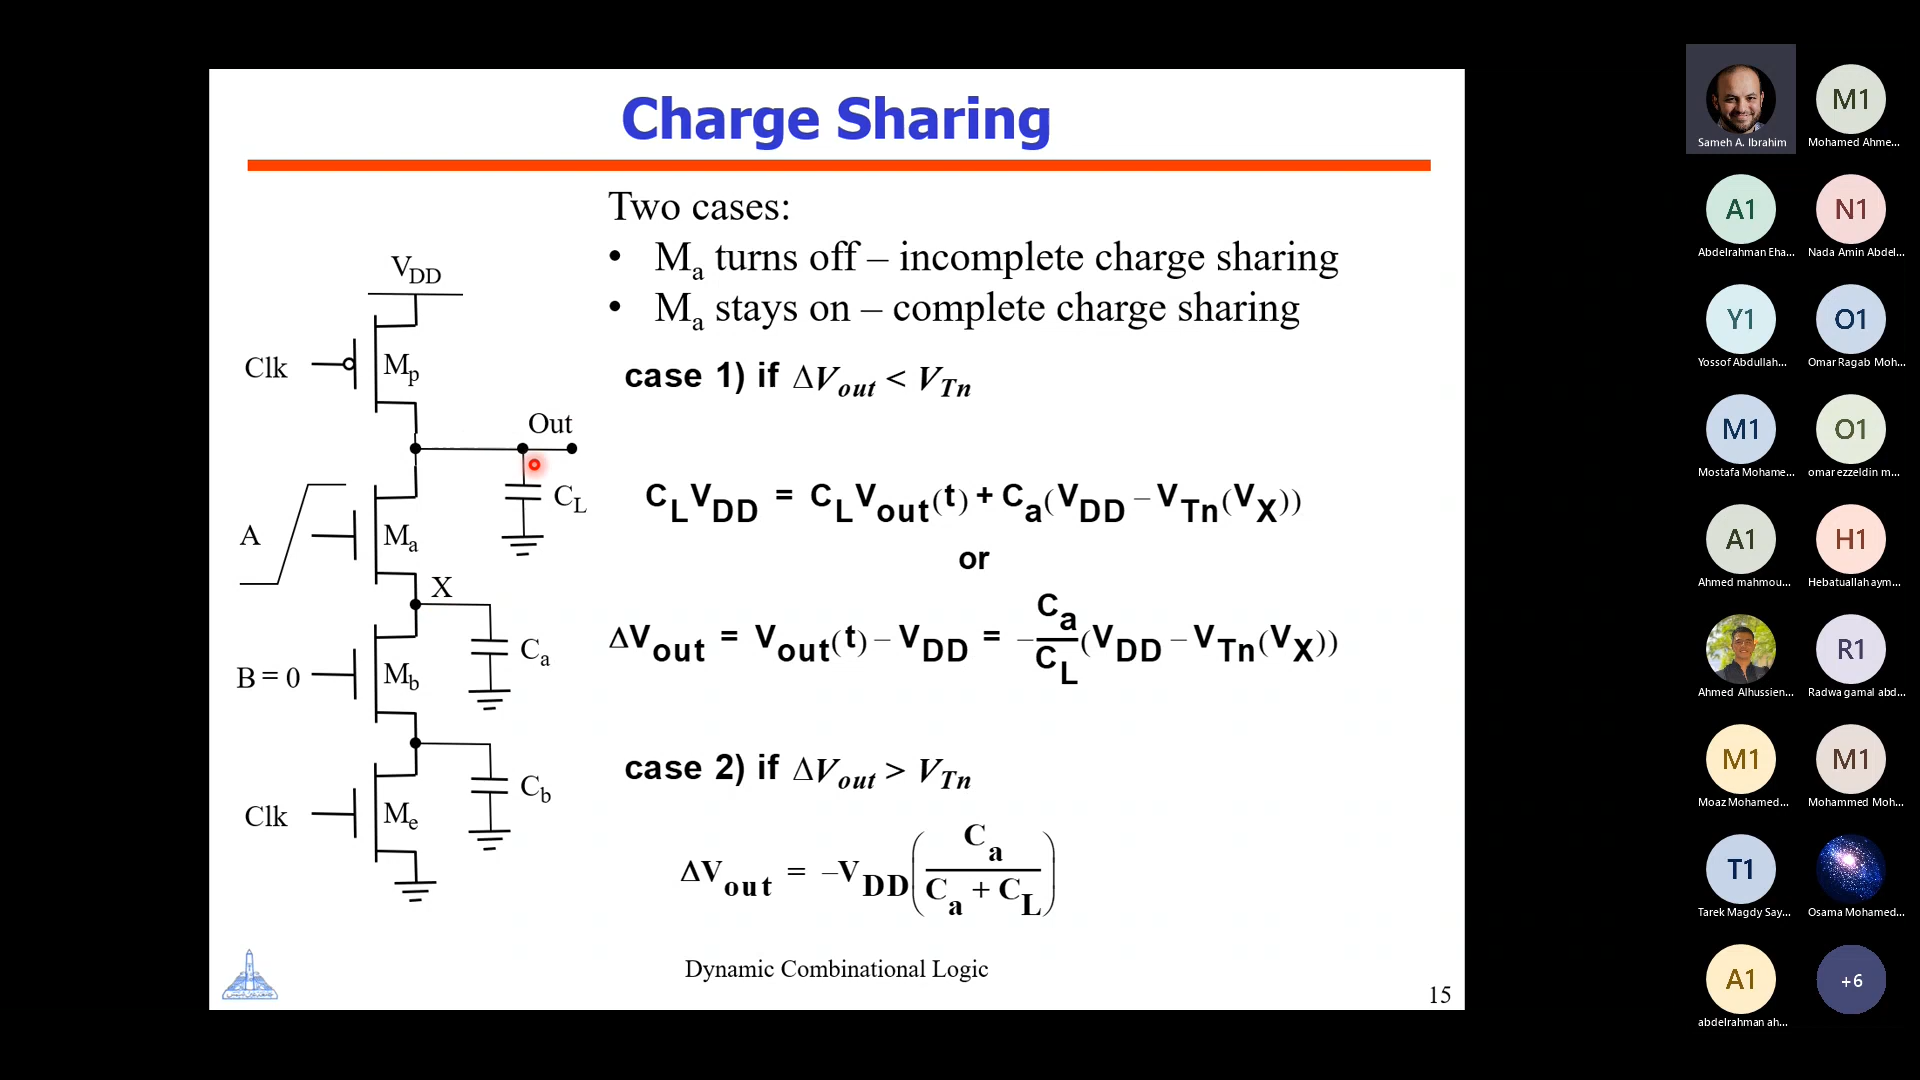 Charge Sharing
Two cases:
• Ma turns off – incomplete charge sharing
• Ma stays on – complete charge sharing
case 1) if ΔVout < VTn
CLVDD = CLVout(t) + Ca(VDD – VTn(VX))
or
ΔVout = Vout(t) – VDD = –Ca/CL(VDD – VTn(VX))
case 2) if ΔVout > VTn
ΔVout = –VDD(Ca/(Ca + CL))
VDD
Clk
Mp
Out
CL
A
Ma
X
Ca
B = 0
Mb
Cb
Clk
Me
Dynamic Combinational Logic
15
Sameh A. Ibrahim
M1
Mohamed Ahme...
A1
Abdelrahman Eha...
N1
Nada Amin Abdel...
Y1
Yossof Abdullah...
O1
Omar Ragab Moh...
M1
Mostafa Mohame...
O1
omar ezzeldin m...
A1
Ahmed mahmou...
H1
Hebatuallah aym...
Ahmed Alhussien...
R1
Radwa gamal abd...
M1
Moaz Mohamed...
M1
Mohammed Moh...
T1
Tarek Magdy Say...
Osama Mohamed...
A1
abdelrahman ah...
+6